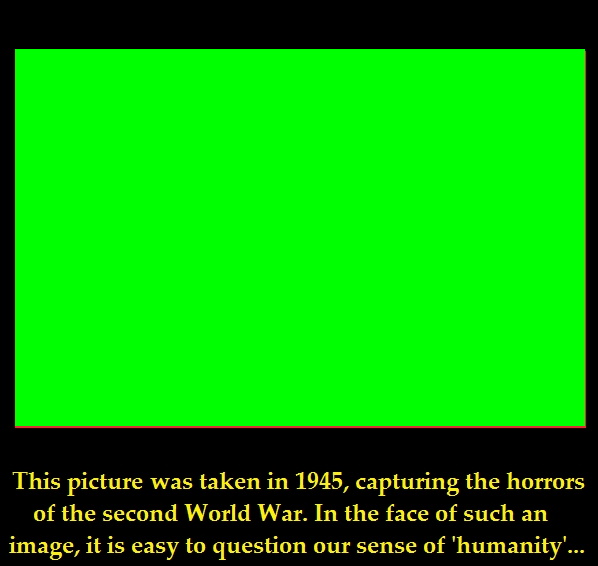 This picture was taken in 1945, capturing the horrors
of the second World War. In the face of such an
image, it is easy to question our sense of 'humanity'...